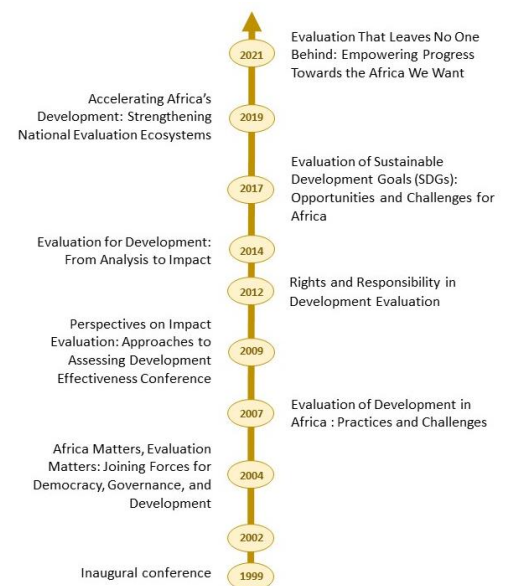 2021
Evaluation That Leaves No One
Behind: Empowering Progress
Towards the Africa We Want
Accelerating Africa's
Development: Strengthening
National Evaluation Ecosystems
2019
Evaluation of Sustainable
Development Goals (SDGs):
Opportunities and Challenges for
Africa
2017
Evaluation for Development:
From Analysis to Impact
2014
2012
Rights and Responsibility in
Development Evaluation
Perspectives on Impact
Evaluation: Approaches to
Assessing Development
Effectiveness Conference
2009
2007
Evaluation of Development in
Africa : Practices and Challenges
Africa Matters, Evaluation
Matters: Joining Forces for
Democracy, Governance, and
Development
2004
2002
Inaugural conference
1999